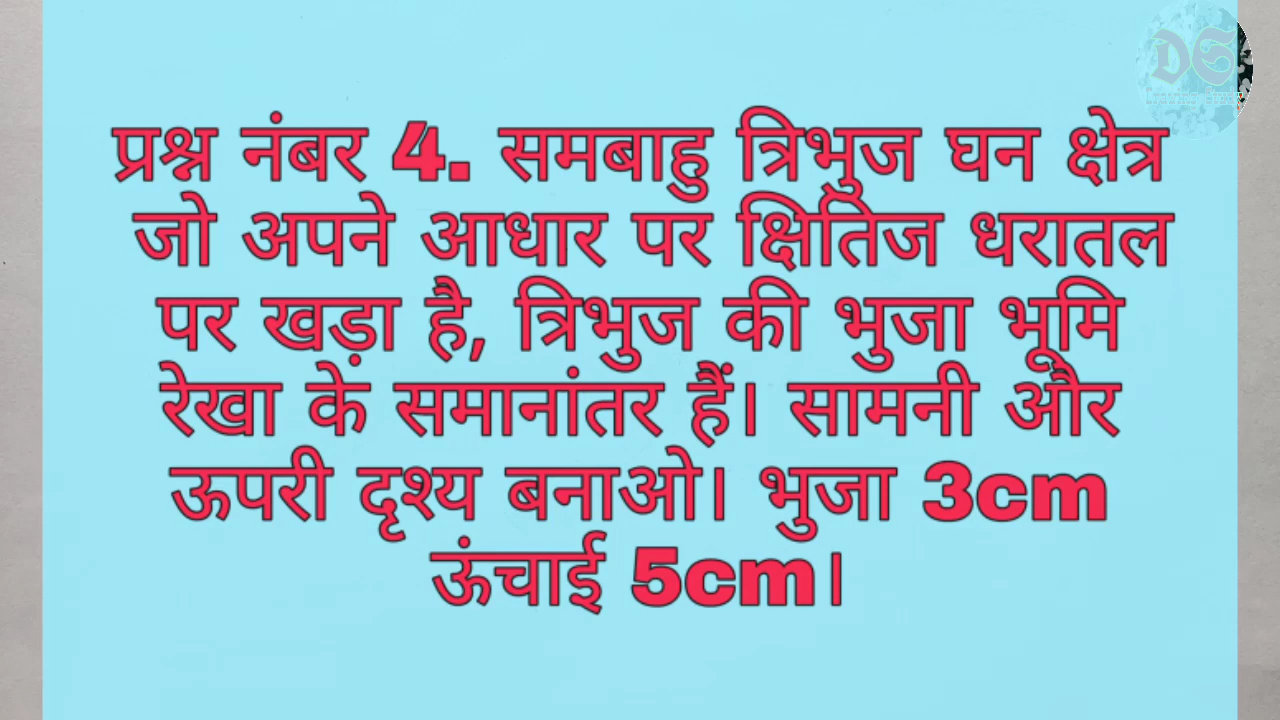 प्रश्न नंबर 4. समबाहु त्रिभुज घन क्षेत्र
जो अपने आधार पर क्षितिज धरातल
पर खड़ा है, त्रिभुज की भुजा भूमि
रेखा के समानांतर हैं। सामनी और
ऊपरी दृश्य बनाओ। भुजा 3cm
ऊंचाई 5cm।
DS